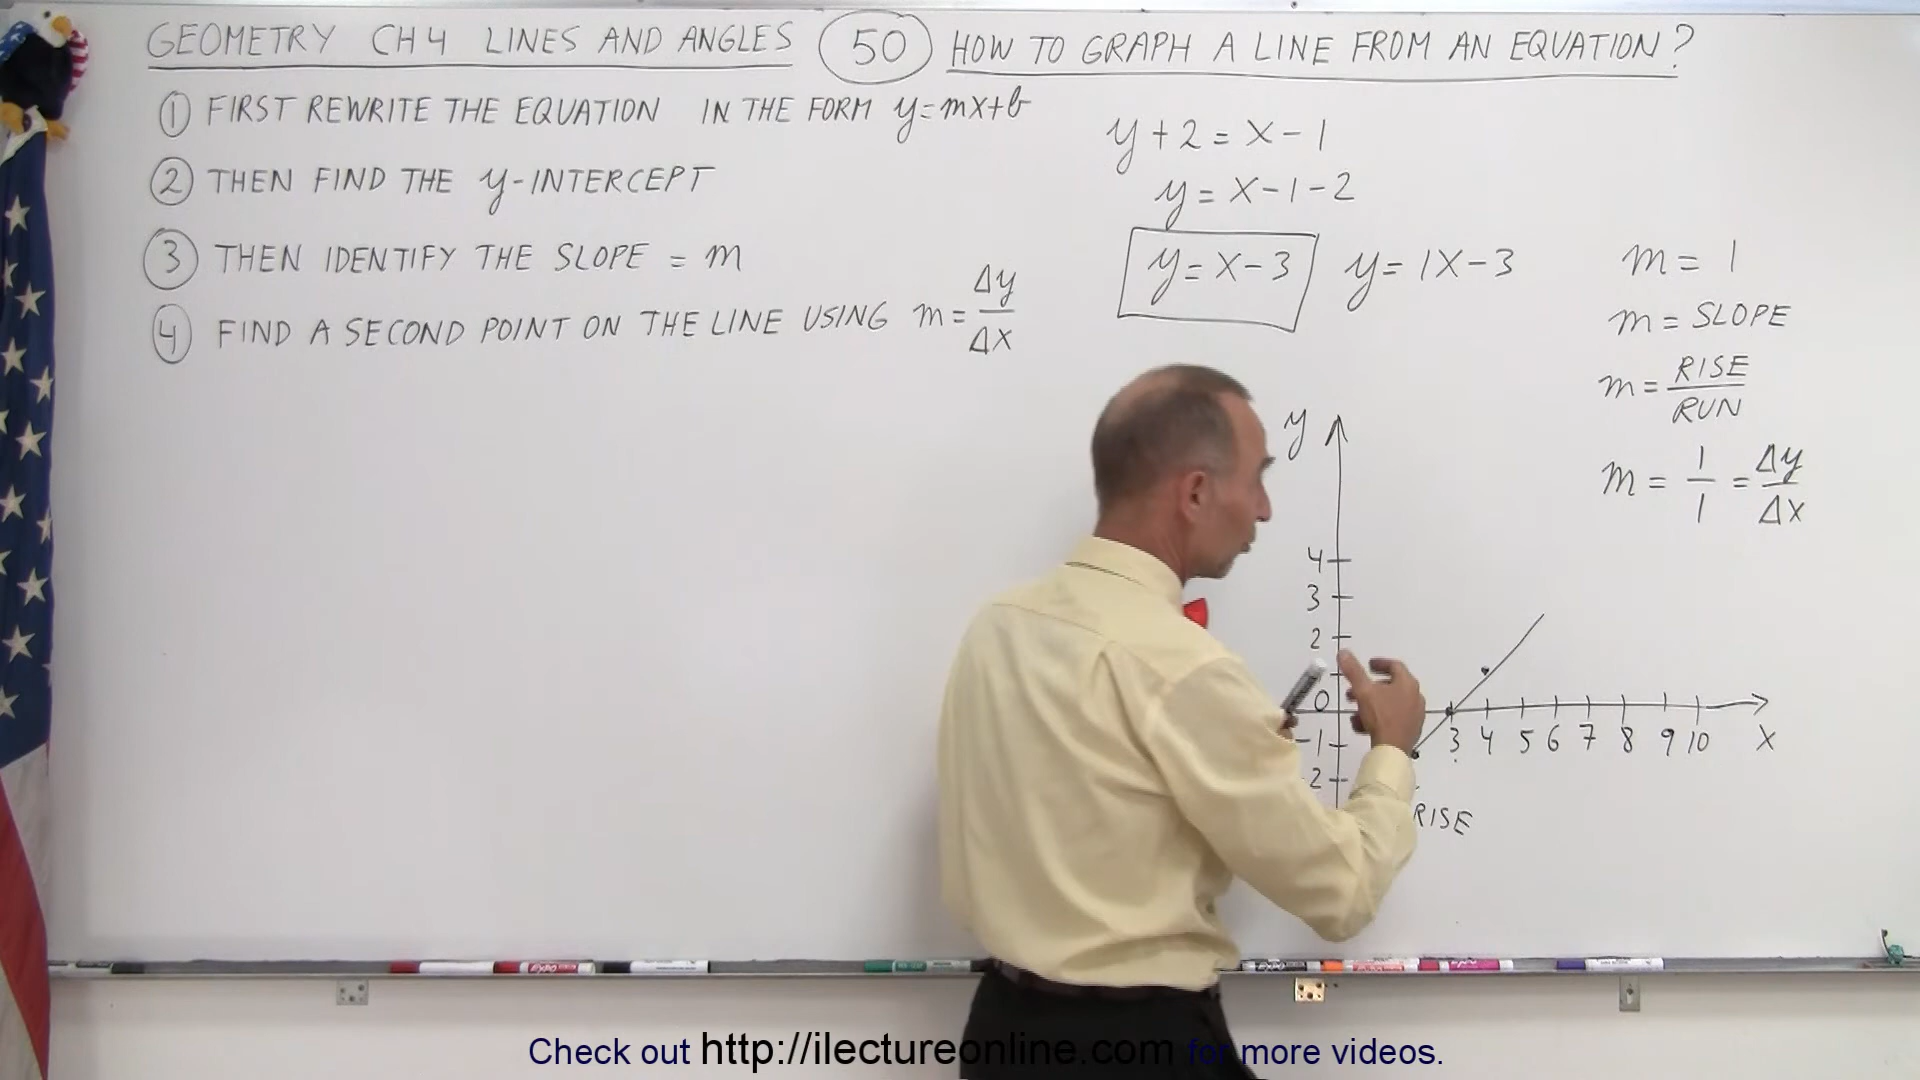 GEOMETRY CH 4 LINES AND ANGLES 50 HOW TO GRAPH A LINE FROM AN EQUATION?
① FIRST REWRITE THE EQUATION IN THE FORM y=mx+b
② THEN FIND THE y-INTERCEPT
③ THEN IDENTIFY THE SLOPE = m
④ FIND A SECOND POINT ON THE LINE USING m = Δy/Δx
y+2 = x-1
y = x-1-2
y = x-3
y = 1x-3
m = 1
m = SLOPE
m = RISE/RUN
m = 1/1 = Δy/Δx
y
4
3
2
0
-1
-2
3 4 5 6 7 8 9 10 x
RISE
Check out http://ilectureonline.com for more videos.